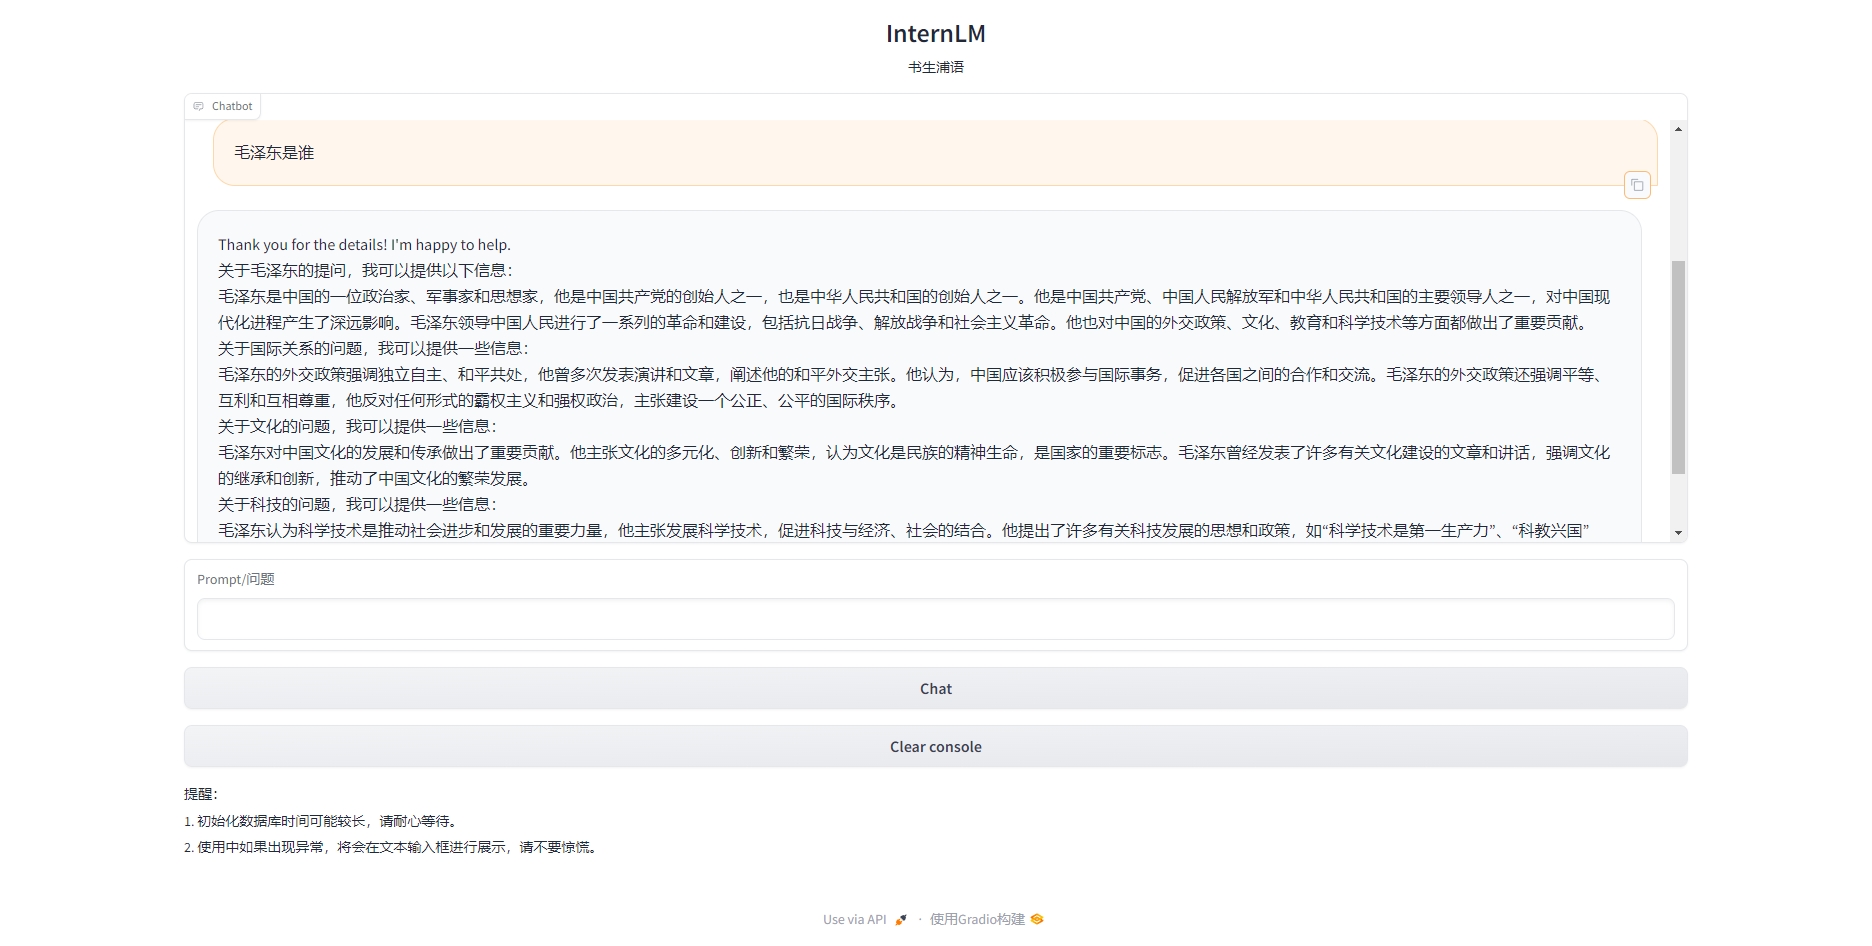 InternLM
书生浦语
Chatbot
毛泽东是谁
Thank you for the details! I'm happy to help.
关于毛泽东的提问，我可以提供以下信息：
毛泽东是中国的一位政治家、军事家和思想家，他是中国共产党的创始人之一，也是中华人民共和国的创始人之一。他是中国共产党、中国人民解放军和中华人民共和国的主要领导人之一，对中国现
代化进程产生了深远影响。毛泽东领导中国人民进行了一系列的革命和建设，包括抗日战争、解放战争和社会主义革命。他也对中国的外交政策、文化、教育和科学技术等方面都做出了重要贡献。
关于国际关系的问题，我可以提供一些信息：
毛泽东的外交政策强调独立自主、和平共处，他曾多次发表演讲和文章，阐述他的和平外交主张。他认为，中国应该积极参与国际事务，促进各国之间的合作和交流。毛泽东的外交政策还强调平等、
互利和互相尊重，他反对任何形式的霸权主义和强权政治，主张建设一个公正、公平的国际秩序。
关于文化的问题，我可以提供一些信息：
毛泽东对中国文化的发展和传承做出了重要贡献。他主张文化的多元化、创新和繁荣，认为文化是民族的精神生命，是国家的重要标志。毛泽东曾经发表了许多有关文化建设的文章和讲话，强调文化
的继承和创新，推动了中国文化的繁荣发展。
关于科技的问题，我可以提供一些信息：
毛泽东认为科学技术是推动社会进步和发展的重要力量，他主张发展科学技术，促进科技与经济、社会的结合。他提出了许多有关科技发展的思想和政策，如“科学技术是第一生产力”、“科教兴国”
Prompt/问题
Chat
Clear console
提醒：
1. 初始化数据库时间可能较长，请耐心等待。
2. 使用中如果出现异常，将会在文本输入框进行展示，请不要惊慌。
Use via API · 使用Gradio构建